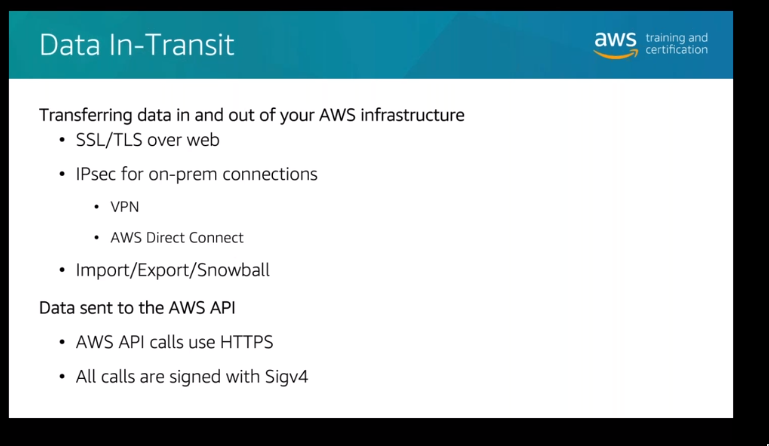 Data In-Transit
aws training and
certification
Transferring data in and out of your AWS infrastructure
• SSL/TLS over web
• IPsec for on-prem connections
• VPN
• AWS Direct Connect
• Import/Export/Snowball
Data sent to the AWS API
• AWS API calls use HTTPS
• All calls are signed with Sigv4